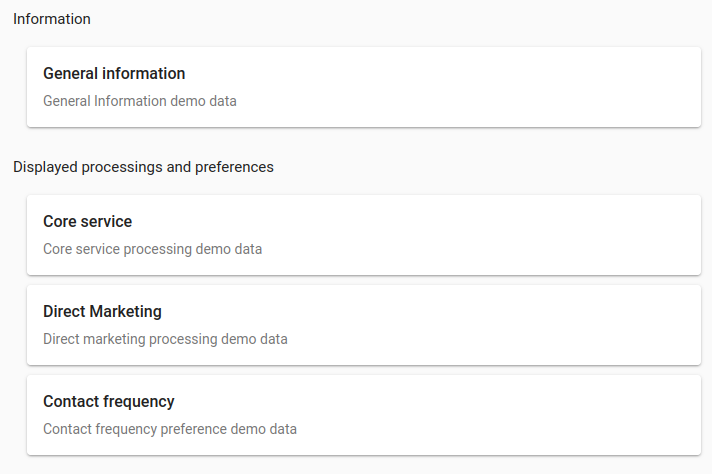 Information
General information
General Information demo data
Displayed processings and preferences
Core service
Core service processing demo data
Direct Marketing
Direct marketing processing demo data
Contact frequency
Contact frequency preference demo data